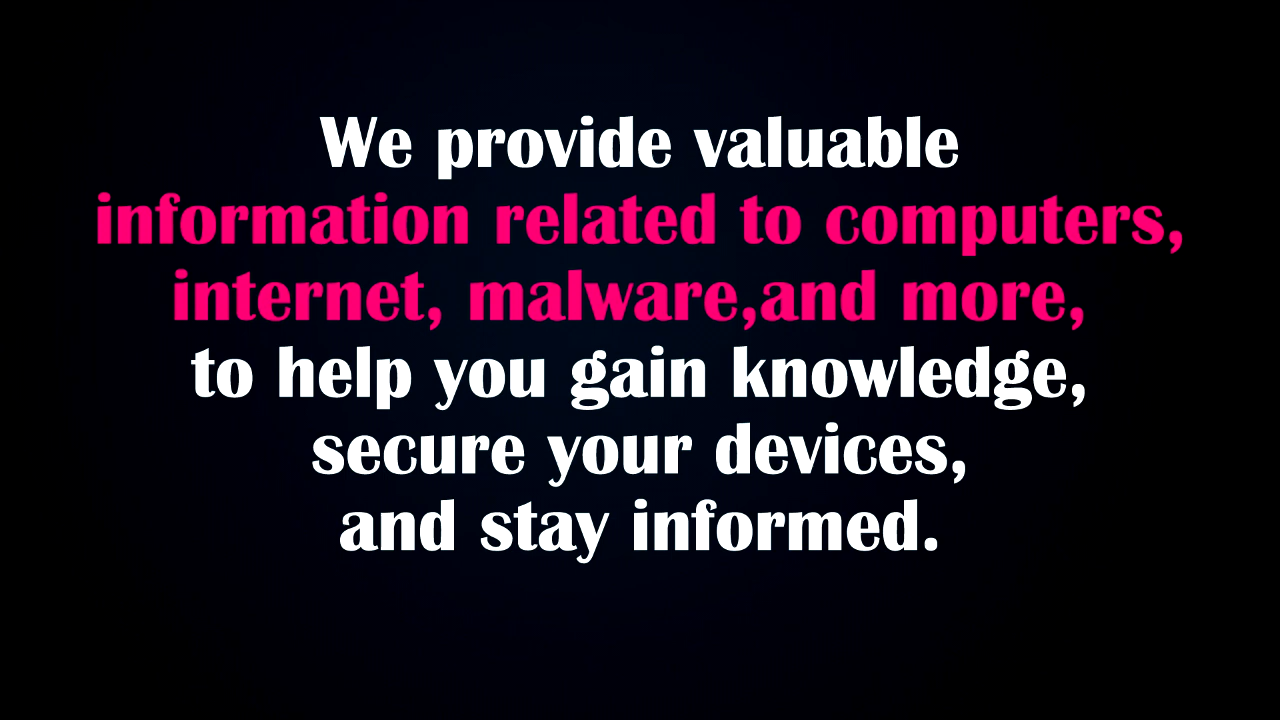 We provide valuable
information related to computers,
internet, malware,and more,
to help you gain knowledge,
secure your devices,
and stay informed.